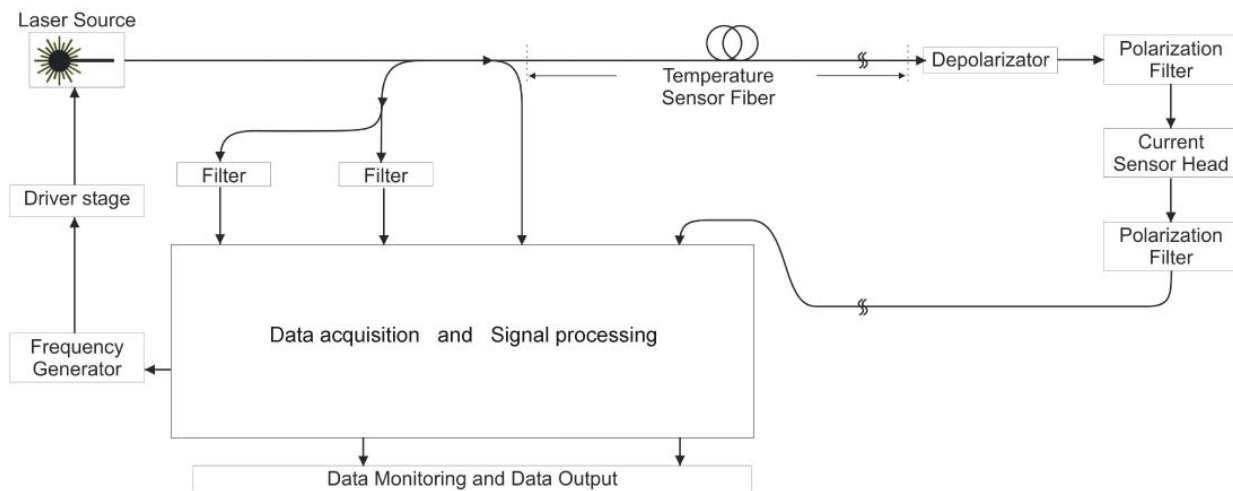 Laser Source
Temperature
Sensor Fiber
Depolarizator
Polarization
Filter
Current
Sensor Head
Polarization
Filter
Filter
Filter
Driver stage
Frequency
Generator
Data acquisition and Signal processing
Data Monitoring and Data Output